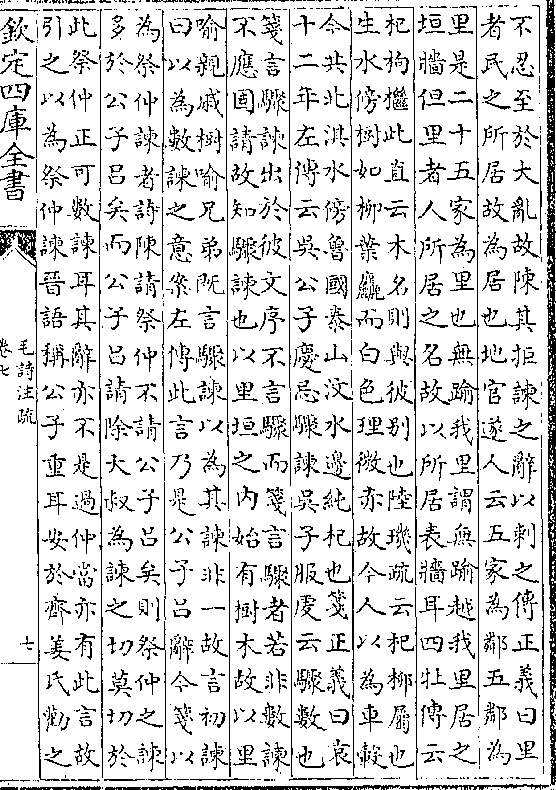 不忍至於大亂故陳其拒諫之辭以刺之傳正義曰里
者民之所居故為居也地官遂人云五家為鄰五鄰為
里是二十五家為里也無踰我里謂無踰越我里居之
垣牆但里者人所居之名故以所居表牆耳四牡傳云
杞枸檵此直云木名則與彼別也陸璣疏云杞柳屬也
生水傍樹如柳葉麤而白色理微赤故今人以為車轂
今共北淇水傍魯國泰山汶水邊純杞也箋正義曰哀
十二年左傳云吳公子慶忌驟諫吳子服虔云驟數也
箋言驟諫出於彼文序不言驟而箋言驟者若非數諫
不應固請故知驟諫也以里垣之內始有樹木故以里
喻親戚樹喻兄弟既言驟諫以為其諫非一故言初諫
曰以為數諫之意案左傳此言乃是公子呂辭今箋以
為祭仲諫者詩陳請祭仲不請公子呂矣則祭仲之諫
多於公子呂矣而公子呂請除大叔為諫之切莫切於
此祭仲正可數諫耳其辭亦不是過仲當亦有此言故
引之以為祭仲諫晉語稱公子重耳安於齊姜氏勸之
欽定四庫全書
毛詩注疏
卷七
七